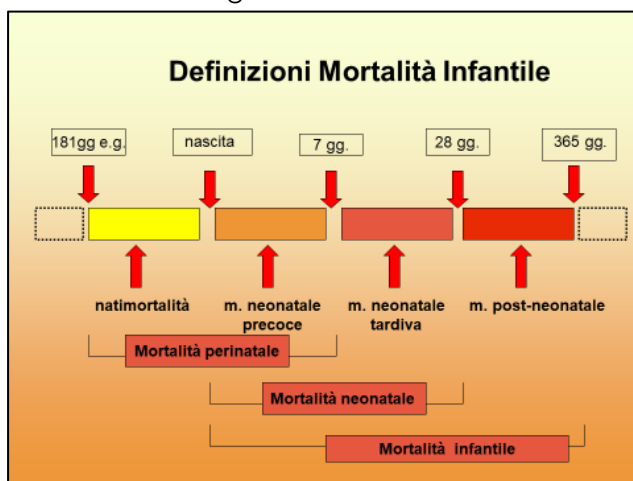 Definizioni Mortalità Infantile
181gg e.g.
nascita
7 gg.
28 gg.
365 gg.
natimortalità
m. neonatale
precoce
m. neonatale
tardiva
m. post-neonatale
Mortalità perinatale
Mortalità neonatale
Mortalità infantile